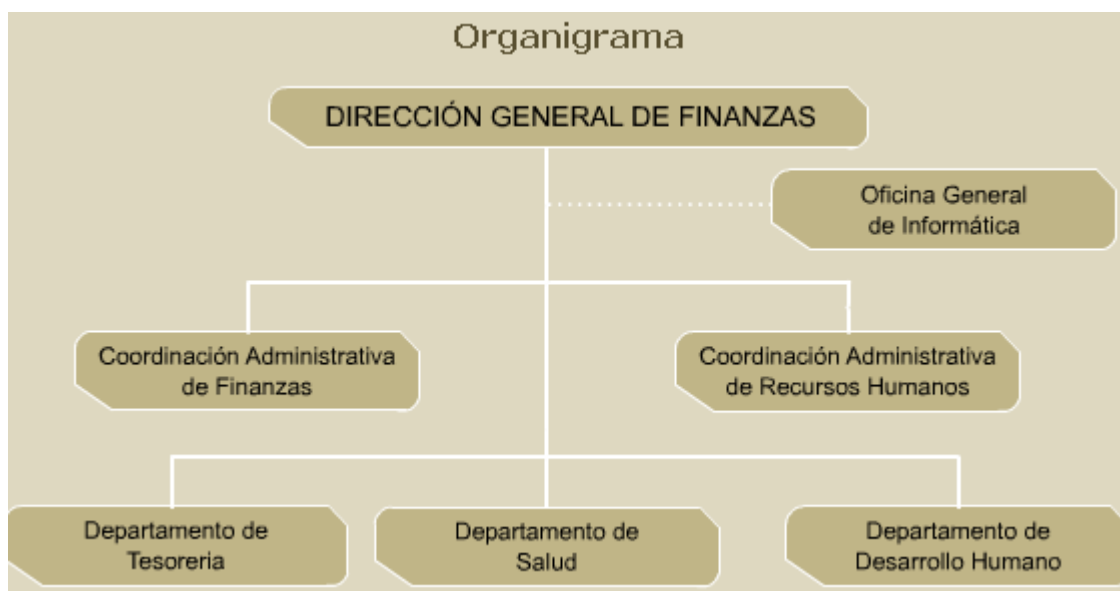 Organigrama
DIRECCIÓN GENERAL DE FINANZAS
Oficina General
de Informática
Coordinación Administrativa
de Finanzas
Coordinación Administrativa
de Recursos Humanos
Departamento de
Tesoreria
Departamento de
Salud
Departamento de
Desarrollo Humano